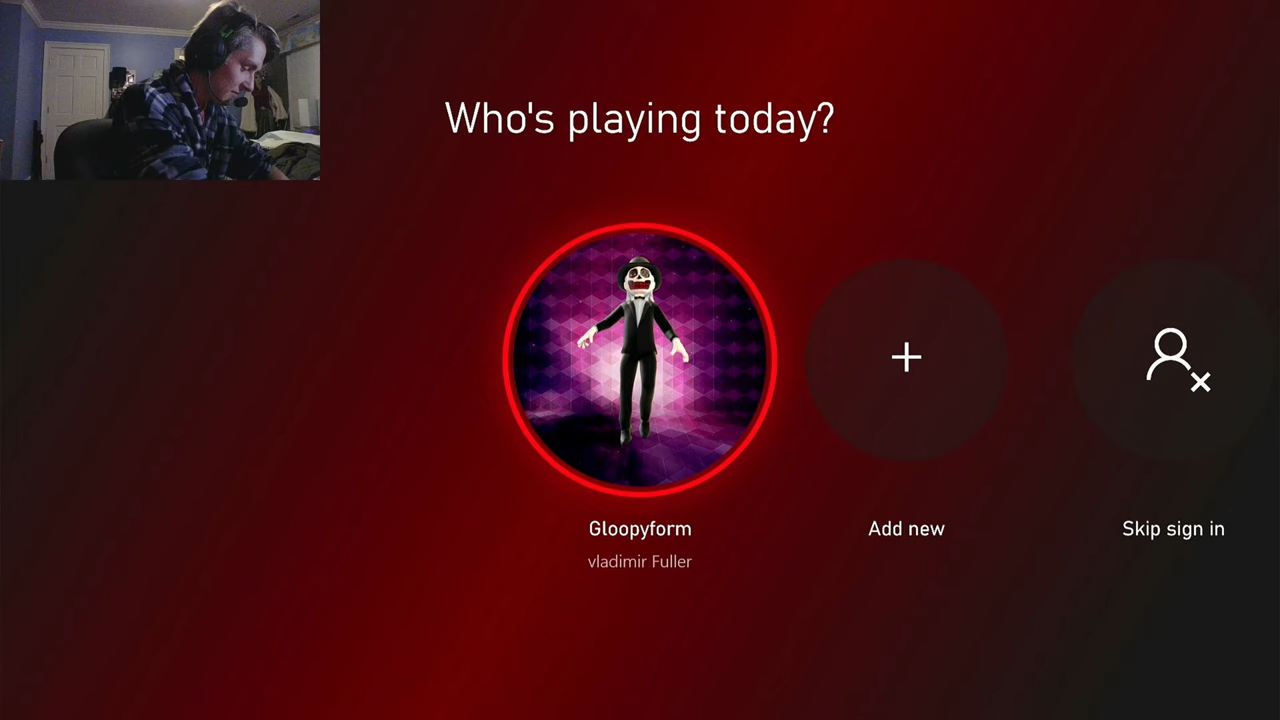 Who's playing today?
Gloopyform
vladimir Fuller
Add new
Skip sign in